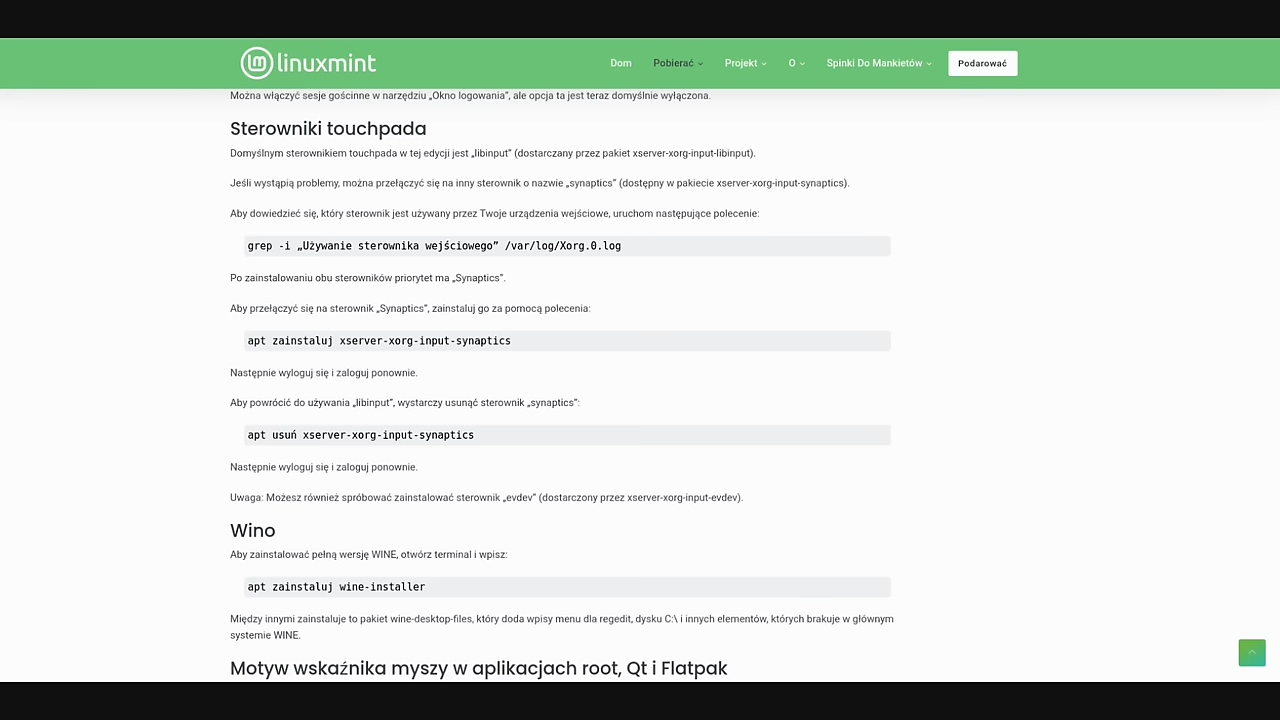 linuxmint
Dom Pobierać Projekt O Spinki Do Mankietów Podarować
Można włączyć sesje gościnne w narzędziu „Okno logowania”, ale opcja ta jest teraz domyślnie wyłączona.
Sterowniki touchpada
Domyślnym sterownikiem touchpada w tej edycji jest „libinput” (dostarczany przez pakiet xserver-xorg-input-libinput).
Jeśli wystąpią problemy, można przełączyć się na inny sterownik o nazwie „synaptics” (dostępny w pakiecie xserver-xorg-input-synaptics).
Aby dowiedzieć się, który sterownik jest używany przez Twoje urządzenia wejściowe, uruchom następujące polecenie:
grep -i „Używanie sterownika wejściowego” /var/log/Xorg.0.log
Po zainstalowaniu obu sterowników priorytet ma „Synaptics”.
Aby przełączyć się na sterownik „Synaptics”, zainstaluj go za pomocą polecenia:
apt zainstaluj xserver-xorg-input-synaptics
Następnie wyloguj się i zaloguj ponownie.
Aby powrócić do używania „libinput”, wystarczy usunąć sterownik „synaptics”:
apt usuń xserver-xorg-input-synaptics
Następnie wyloguj się i zaloguj ponownie.
Uwaga: Możesz również spróbować zainstalować sterownik „evdev” (dostarczony przez xserver-xorg-input-evdev).
Wino
Aby zainstalować pełną wersję WINE, otwórz terminal i wpisz:
apt zainstaluj wine-installer
Między innymi zainstaluje to pakiet wine-desktop-files, który doda wpisy menu dla regedit, dysku C:\ i innych elementów, których brakuje w głównym
systemie WINE.
Motyw wskaźnika myszy w aplikacjach root, Qt i Flatpak